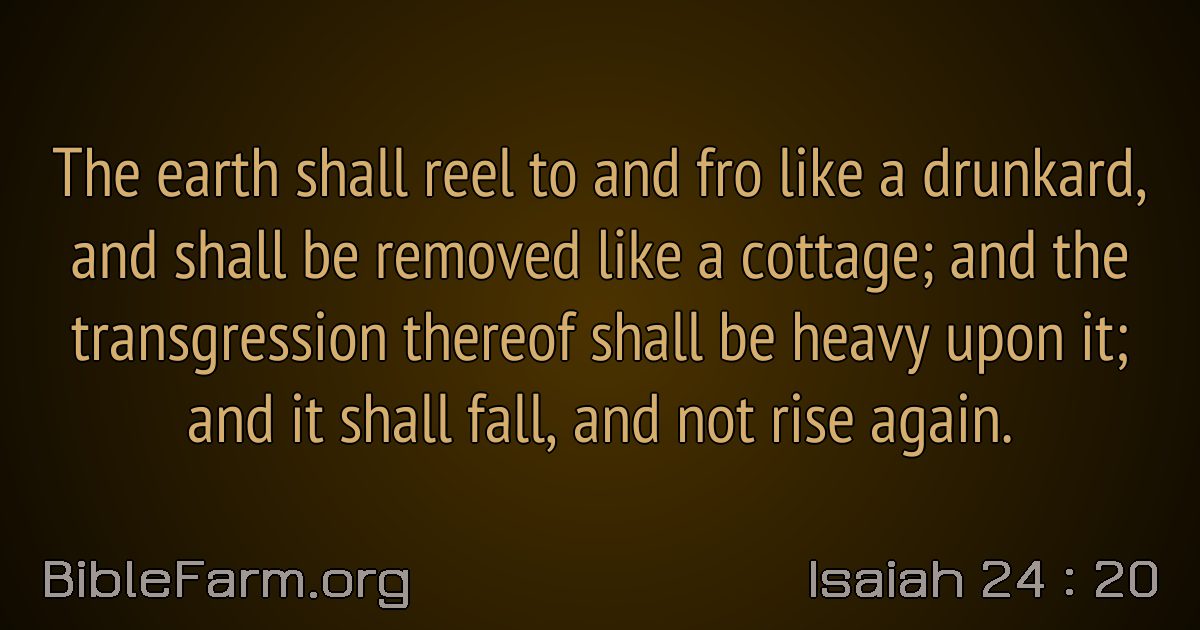 The earth shall reel to and fro like a drunkard,
and shall be removed like a cottage; and the
transgression thereof shall be heavy upon it;
and it shall fall, and not rise again.
BibleFarm.org
Isaiah 24 : 20